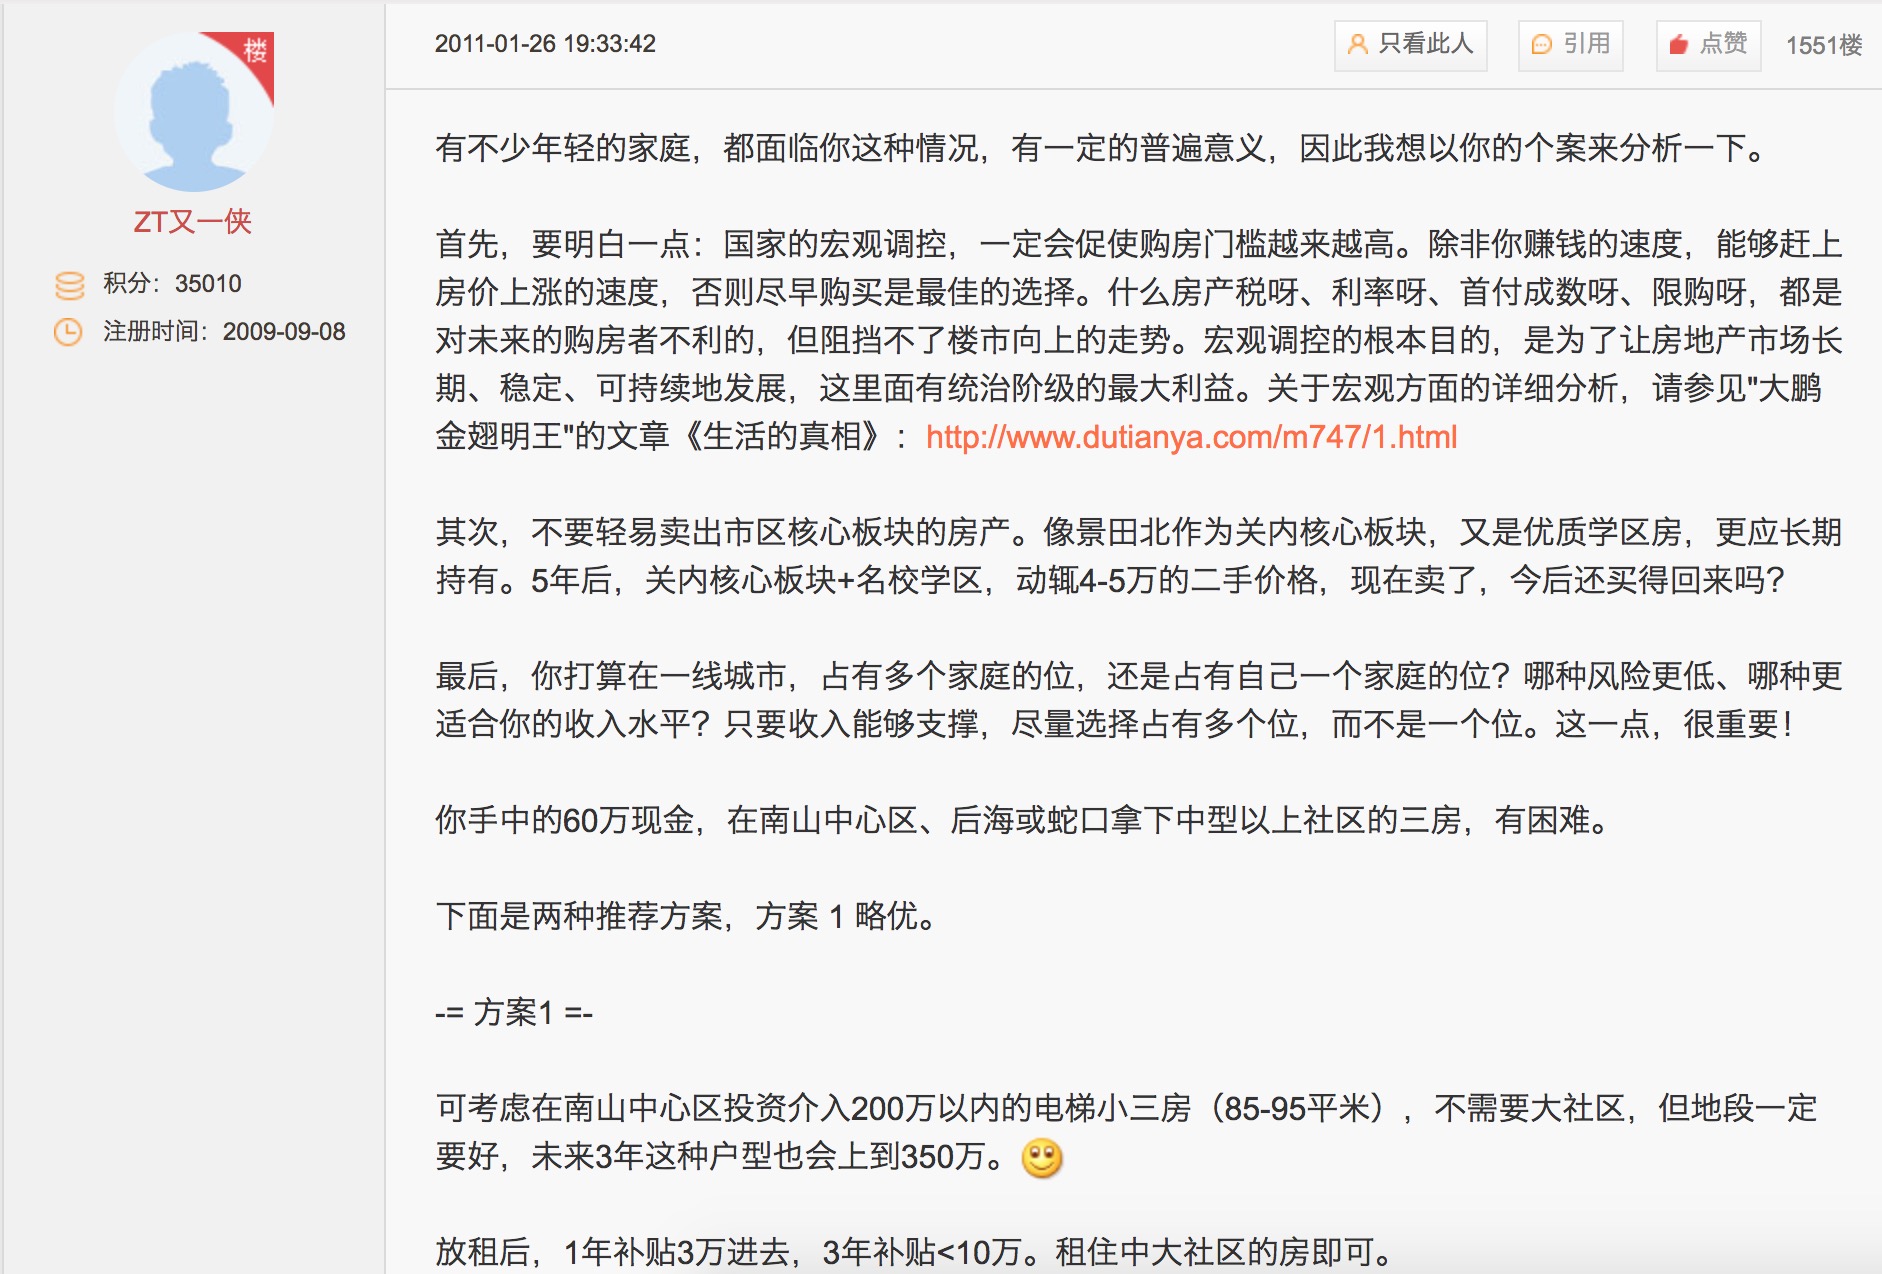 楼
ZT又一侠
积分：35010
注册时间：2009-09-08
2011-01-26 19:33:42
只看此人
引用
点赞
1551楼
有不少年轻的家庭，都面临你这种情况，有一定的普遍意义，因此我想以你的个案来分析一下。
首先，要明白一点：国家的宏观调控，一定会促使购房门槛越来越高。除非你赚钱的速度，能够赶上
房价上涨的速度，否则尽早购买是最佳的选择。什么房产税呀、利率呀、首付成数呀、限购呀，都是
对未来的购房者不利的，但阻挡不了楼市向上的走势。宏观调控的根本目的，是为了让房地产市场长
期、稳定、可持续地发展，这里面有统治阶级的最大利益。关于宏观方面的详细分析，请参见"大鹏
金翅明王"的文章《生活的真相》：http://www.dutianya.com/m747/1.html
其次，不要轻易卖出市区核心板块的房产。像景田北作为关内核心板块，又是优质学区房，更应长期
持有。5年后，关内核心板块+名校学区，动辄4-5万的二手价格，现在卖了，今后还买得回来吗？
最后，你打算在一线城市，占有多个家庭的位，还是占有自己一个家庭的位？哪种风险更低、哪种更
适合你的收入水平？只要收入能够支撑，尽量选择占有多个位，而不是一个位。这一点，很重要！
你手中的60万现金，在南山中心区、后海或蛇口拿下中型以上社区的三房，有困难。
下面是两种推荐方案，方案 1 略优。
-= 方案1 =-
可考虑在南山中心区投资介入200万以内的电梯小三房（85-95平米），不需要大社区，但地段一定
要好，未来3年这种户型也会上到350万。
放租后，1年补贴3万进去，3年补贴<10万。租住中大社区的房即可。